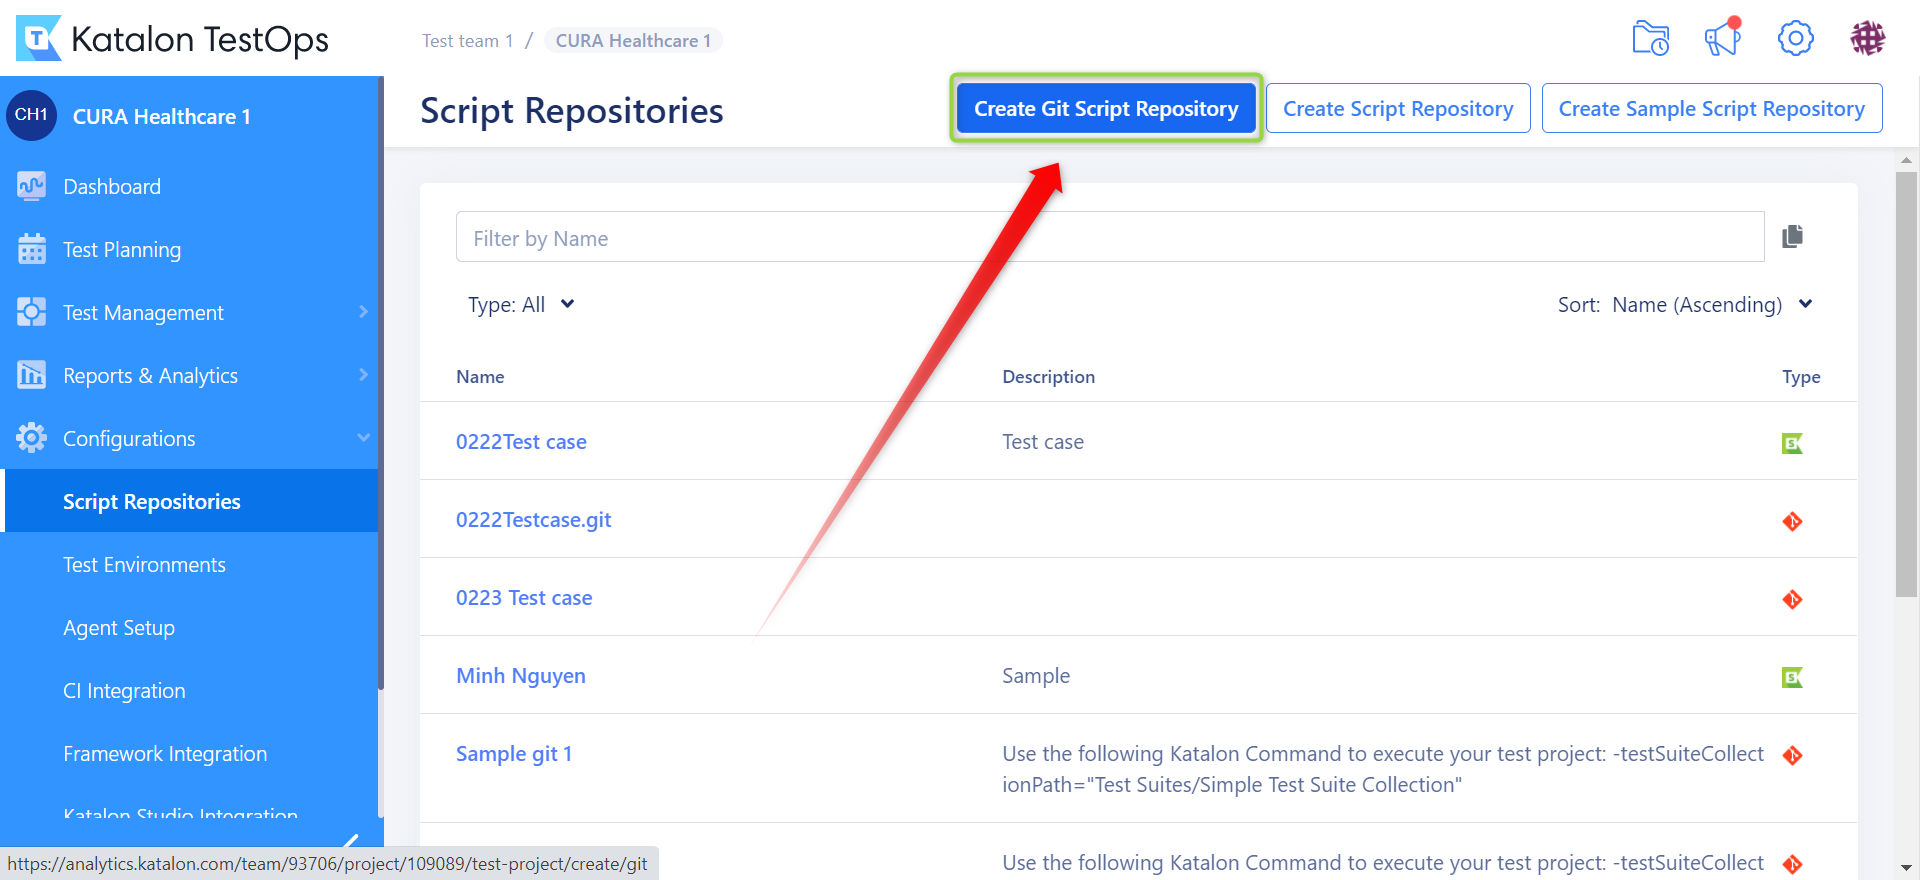 T Katalon TestOps
Test team 1 / CURA Healthcare 1
CH1 CURA Healthcare 1
Dashboard
Test Planning
Test Management
Reports & Analytics
Configurations
Script Repositories
Test Environments
Agent Setup
CI Integration
Framework Integration
Katalon Studio Integration
https://analytics.katalon.com/team/93706/project/109089/test-project/create/git
Script Repositories
Create Git Script Repository
Create Script Repository
Create Sample Script Repository
Filter by Name
Type: All
Sort: Name (Ascending)
Name Description Type
0222Test case Test case S
0222Testcase.git
0223 Test case
Minh Nguyen Sample S
Sample git 1 Use the following Katalon Command to execute your test project: -testSuiteCollect
ionPath="Test Suites/Simple Test Suite Collection"
Use the following Katalon Command to execute your test project: -testSuiteCollect